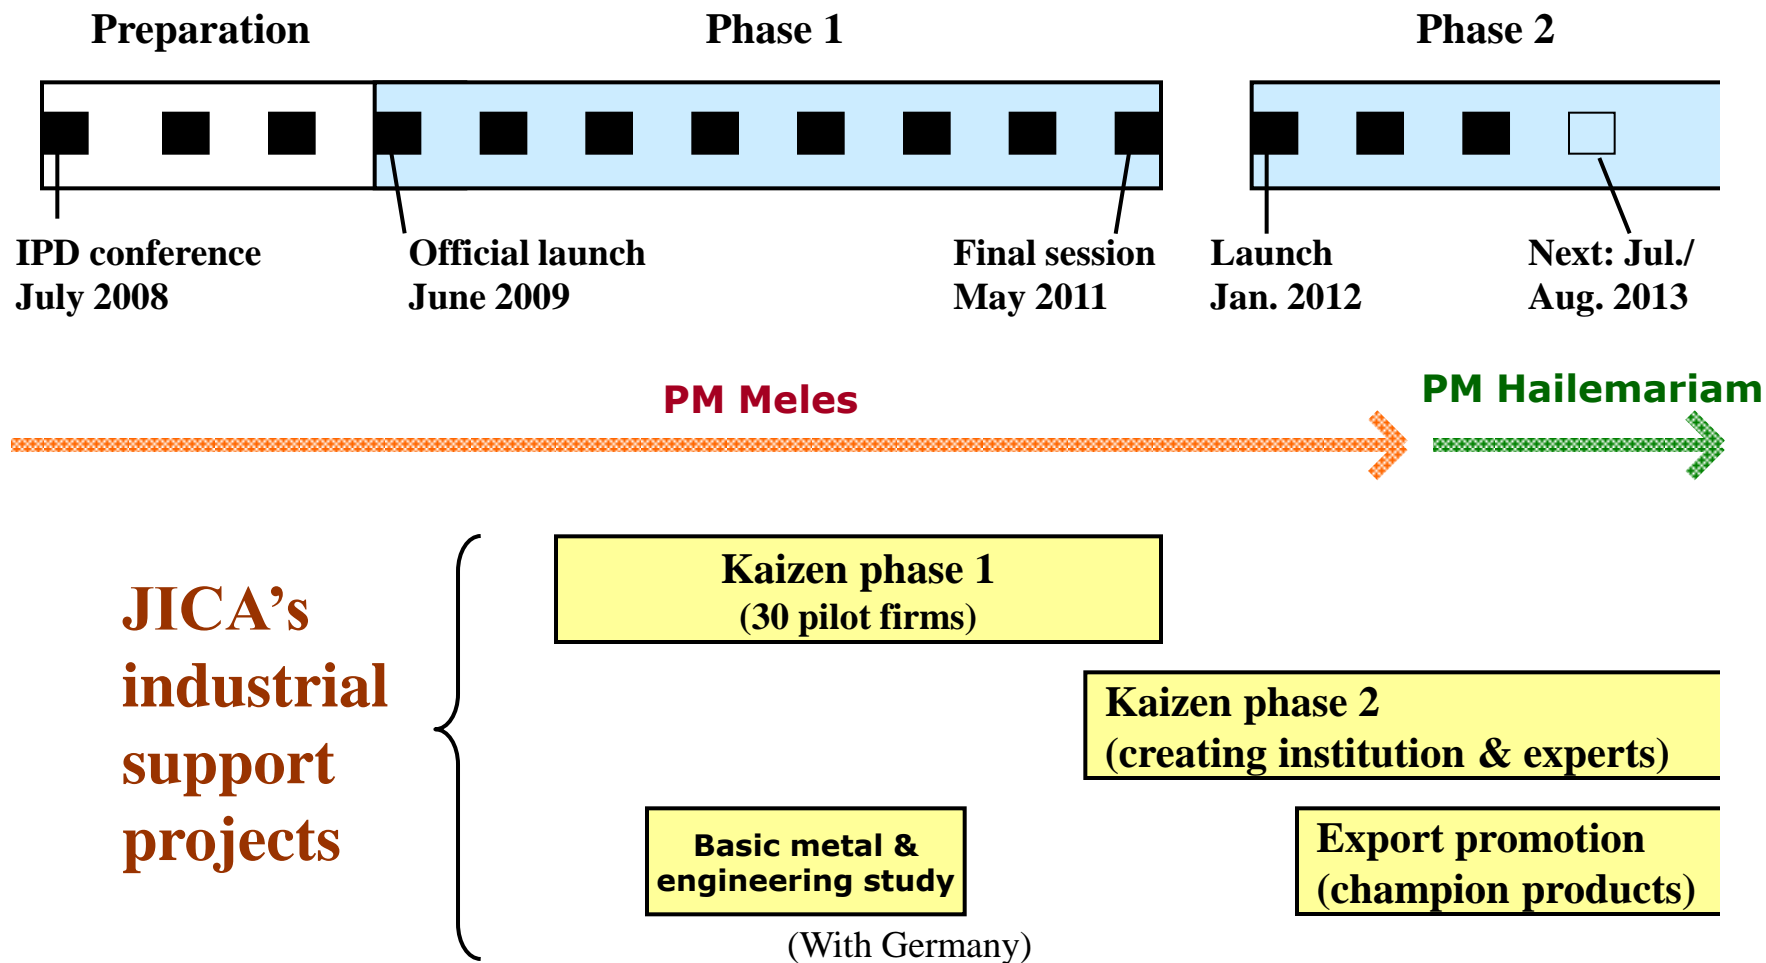 Preparation
Phase 1
Phase 2
IPD conference
July 2008
Official launch
June 2009
Final session
May 2011
Launch
Jan. 2012
Next: Jul./
Aug. 2013
PM Meles
PM Hailemariam
JICA’s
industrial
support
projects
Kaizen phase 1
(30 pilot firms)
Kaizen phase 2
(creating institution & experts)
Basic metal &
engineering study
(With Germany)
Export promotion
(champion products)